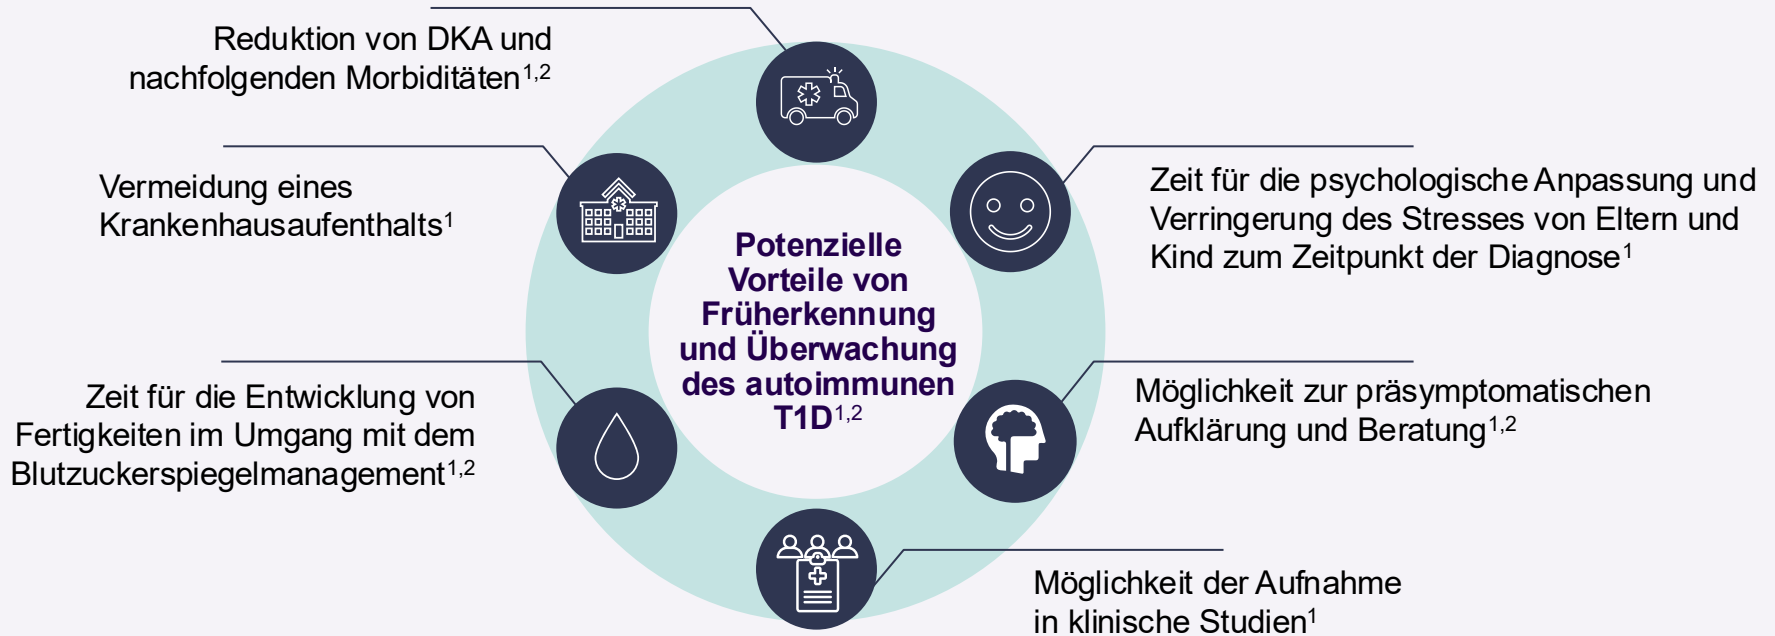 Reduktion von DKA und
nachfolgenden Morbiditäten¹,²
Vermeidung eines
Krankenhausaufenthalts¹
Zeit für die Entwicklung von
Fertigkeiten im Umgang mit dem
Blutzuckerspiegelmanagement¹,²
Potenzielle
Vorteile von
Früherkennung
und Überwachung
des autoimmunen
T1D¹,²
Zeit für die psychologische Anpassung und
Verringerung des Stresses von Eltern und
Kind zum Zeitpunkt der Diagnose¹
Möglichkeit zur präsymptomatischen
Aufklärung und Beratung¹,²
Möglichkeit der Aufnahme
in klinische Studien¹